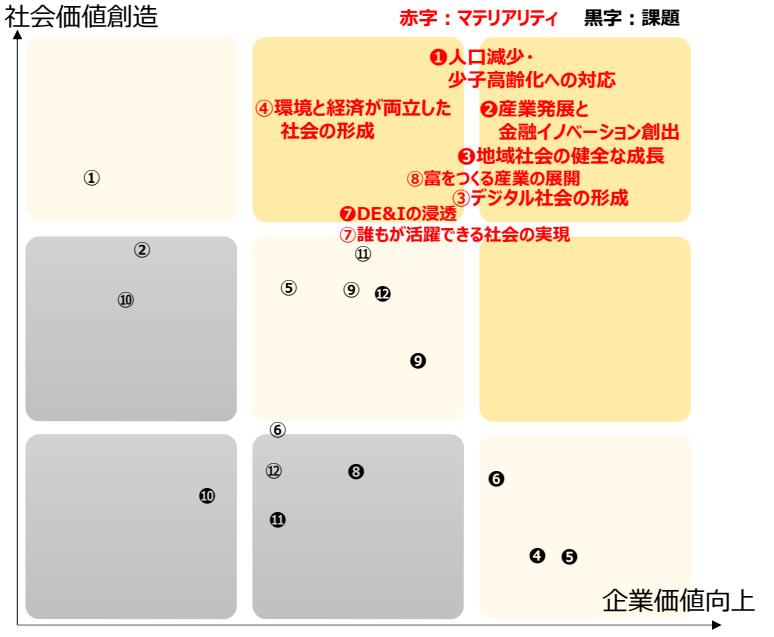 社会価値創造
赤字：マテリアリティ 黒字：課題
❶人口減少・
少子高齢化への対応
④環境と経済が両立した
社会の形成
❷産業発展と
金融イノベーション創出
❸地域社会の健全な成長
①
⑧富をつくる産業の展開
③デジタル社会の形成
❼DE&Iの浸透
⑦誰もが活躍できる社会の実現
②
⑪
⑤
⑨
⓬
⑩
❾
⑥
⑫
❽
❻
❿
⓫
❹
❺
企業価値向上